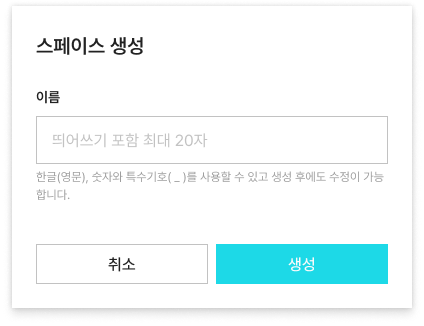 스페이스 생성
이름
띄어쓰기 포함 최대 20자
한글(영문), 숫자와 특수기호( _ )를 사용할 수 있고 생성 후에도 수정이 가능
합니다.
취소
생성